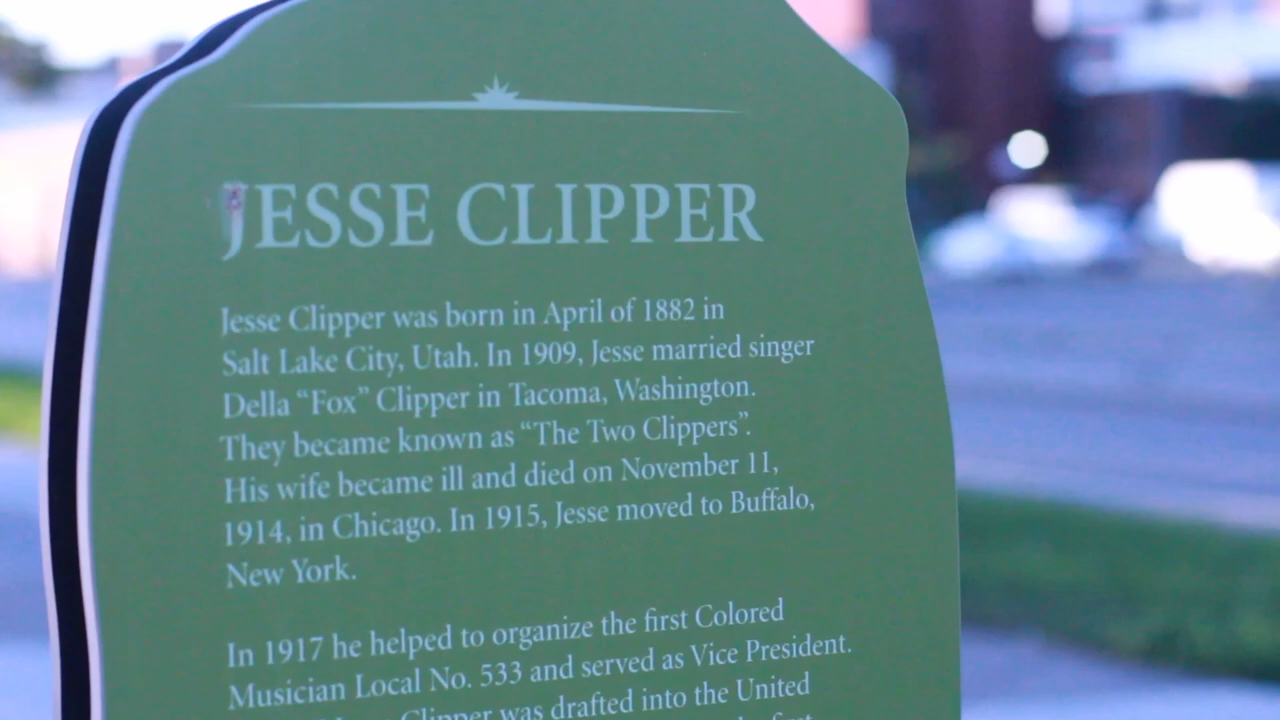 JESSE CLIPPER
Jesse Clipper was born in April of 1882 in
Salt Lake City, Utah. In 1909, Jesse married singer
Della “Fox” Clipper in Tacoma, Washington.
They became known as “The Two Clippers”.
His wife became ill and died on November 11,
1914, in Chicago. In 1915, Jesse moved to Buffalo,
New York.
In 1917 he helped to organize the first Colored
Musician Local No. 533 and served as Vice President.
Clipper was drafted into the United